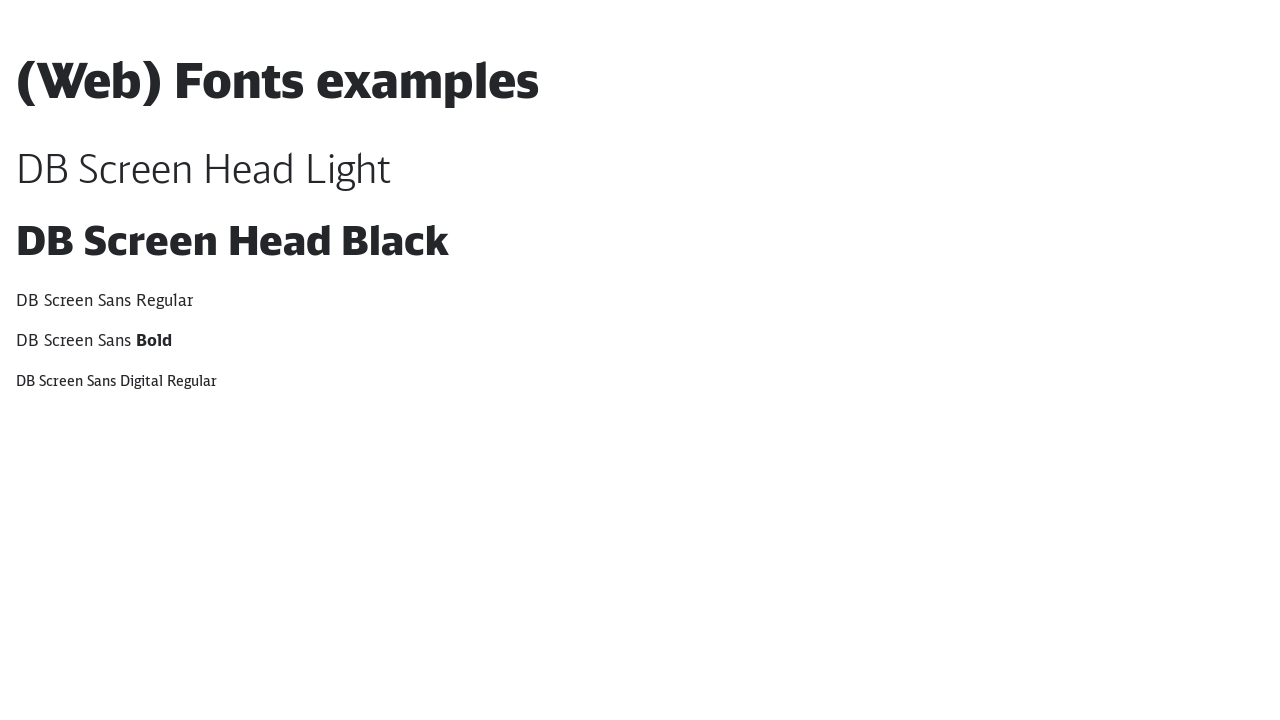 (Web) Fonts examples
DB Screen Head Light
DB Screen Head Black
DB Screen Sans Regular
DB Screen Sans Bold
DB Screen Sans Digital Regular